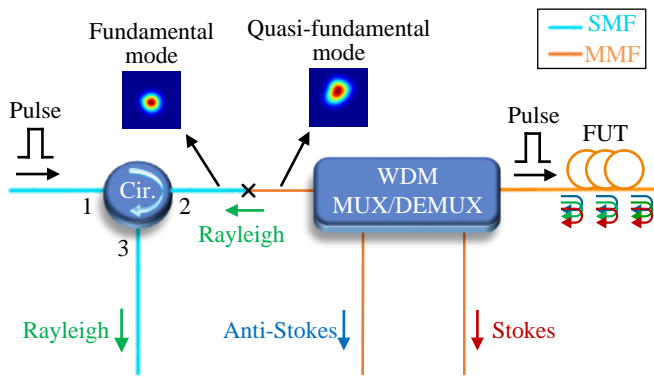 Fundamental
mode
Quasi-fundamental
mode
SMF
MMF
Pulse
Pulse
FUT
Cir.
1
2
3
WDM
MUX/DEMUX
Rayleigh
Rayleigh
Anti-Stokes
Stokes